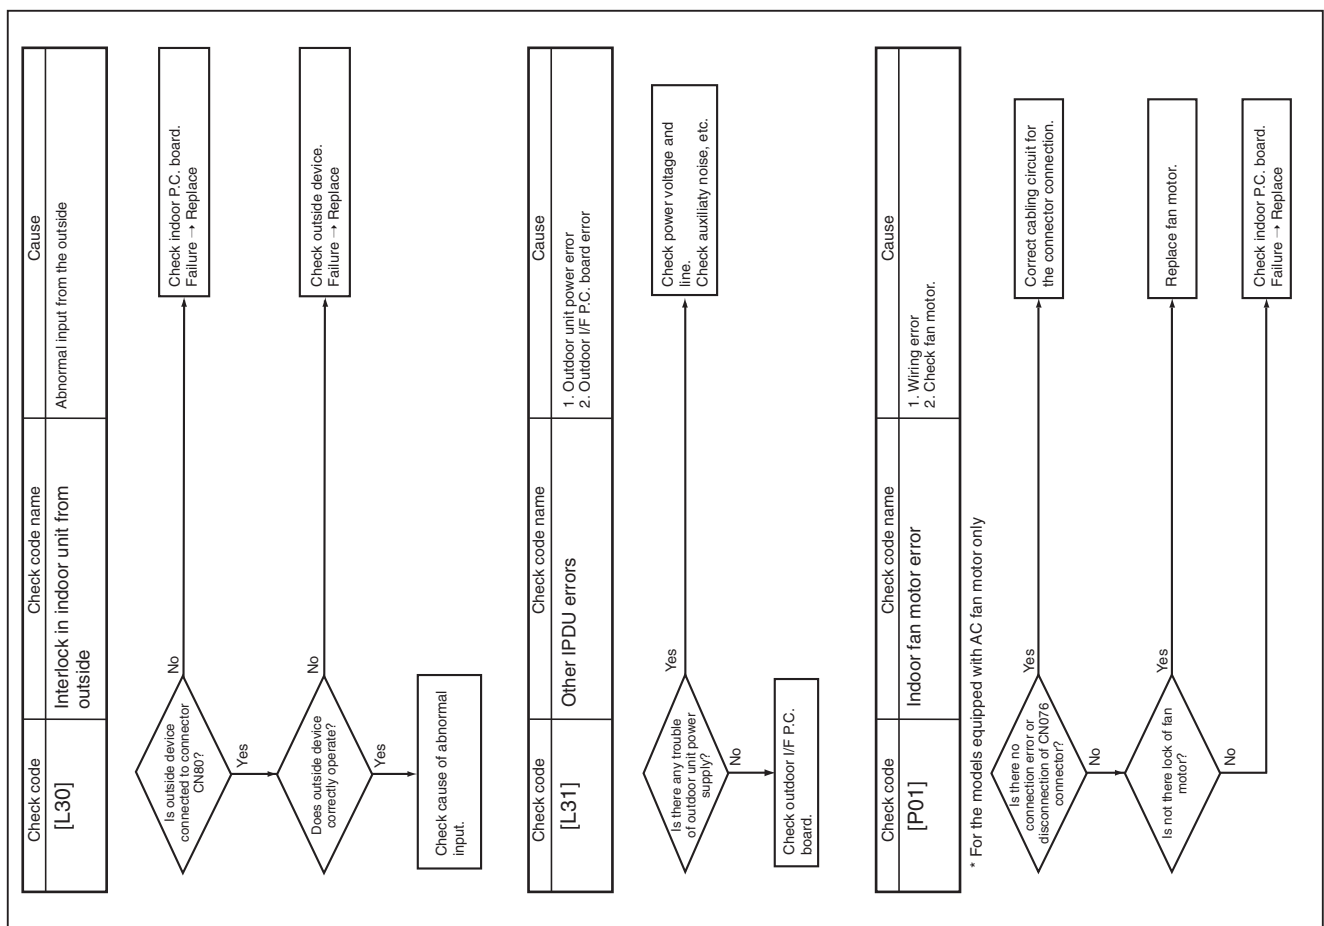 Check code
Check code name
Cause
[L30]
Interlock in indoor unit from
outside
Abnormal input from the outside
Is outside device
connected to connector
CN80?
No
Check indoor P.C. board.
Failure → Replace
Yes
Does outside device
correctly operate?
No
Check outside device.
Failure → Replace
Yes
Check cause of abnormal
input.
Check code
Check code name
Cause
[L31]
Other IPDU errors
1. Outdoor unit power error
2. Outdoor I/F P.C. board error
Is there any trouble
of outdoor unit power
supply?
Yes
Check power voltage and
line.
Check auxiliaty noise, etc.
No
Check outdoor I/F P.C.
board.
Check code
Check code name
Cause
[P01]
Indoor fan motor error
1. Wiring error
2. Check fan motor.
* For the models equipped with AC fan motor only
Is there no
connection error or
disconnection of CN076
connector?
Yes
Correct cabling circuit for
the connector connection.
No
Is not there lock of fan
motor?
Yes
Replace fan motor.
No
Check indoor P.C. board.
Failure → Replace